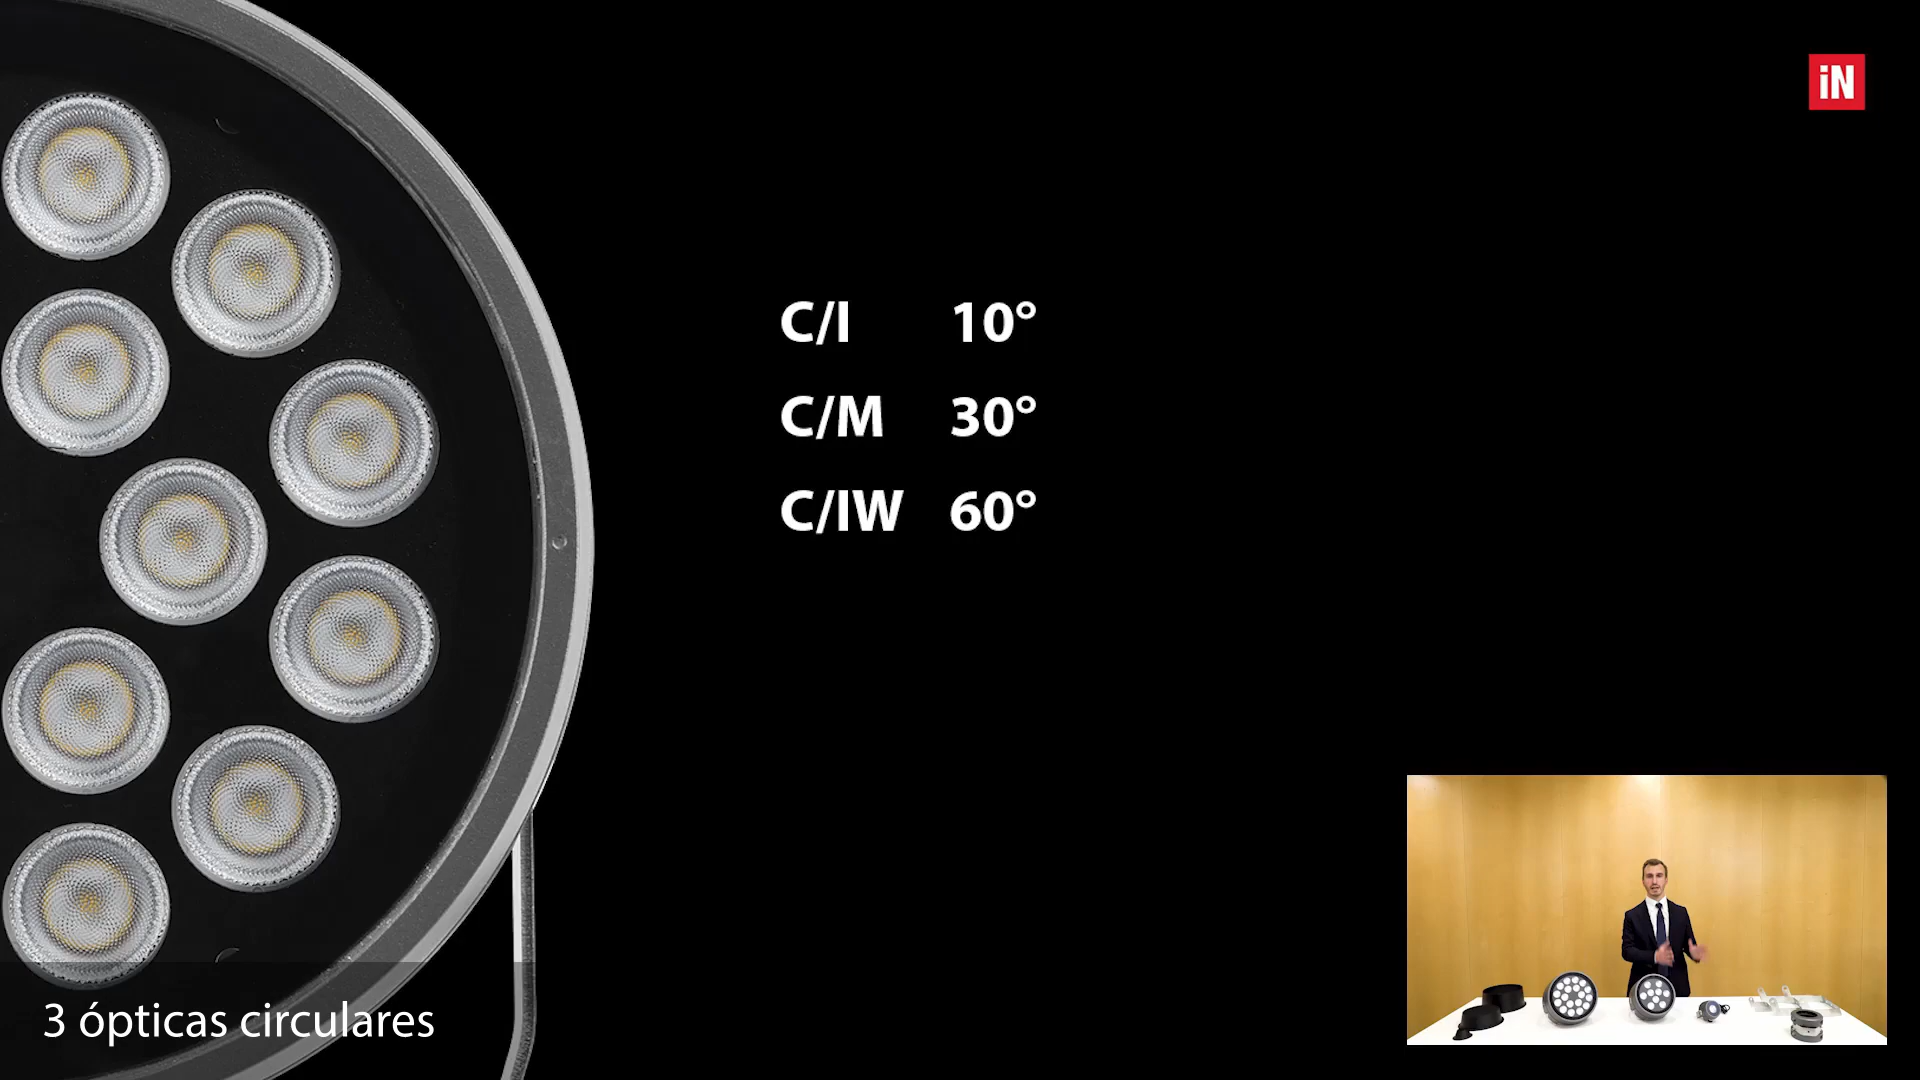 iN
C/I 10°
C/M 30°
C/IW 60°
3 ópticas circulares